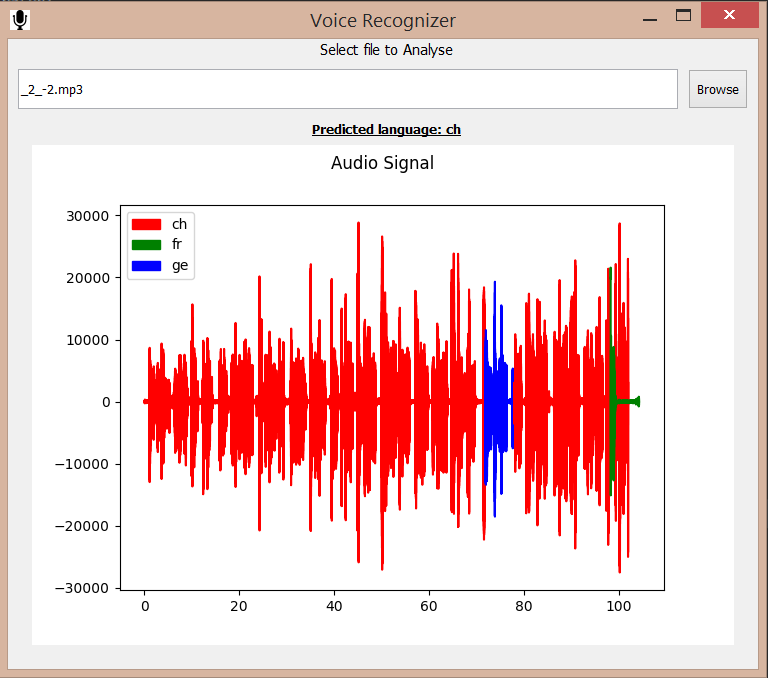 Voice Recognizer
Select file to Analyse
_2_-2.mp3
Browse
Predicted language: ch
Audio Signal
30000
20000
10000
0
−10000
−20000
−30000
ch
fr
ge
0 20 40 60 80 100